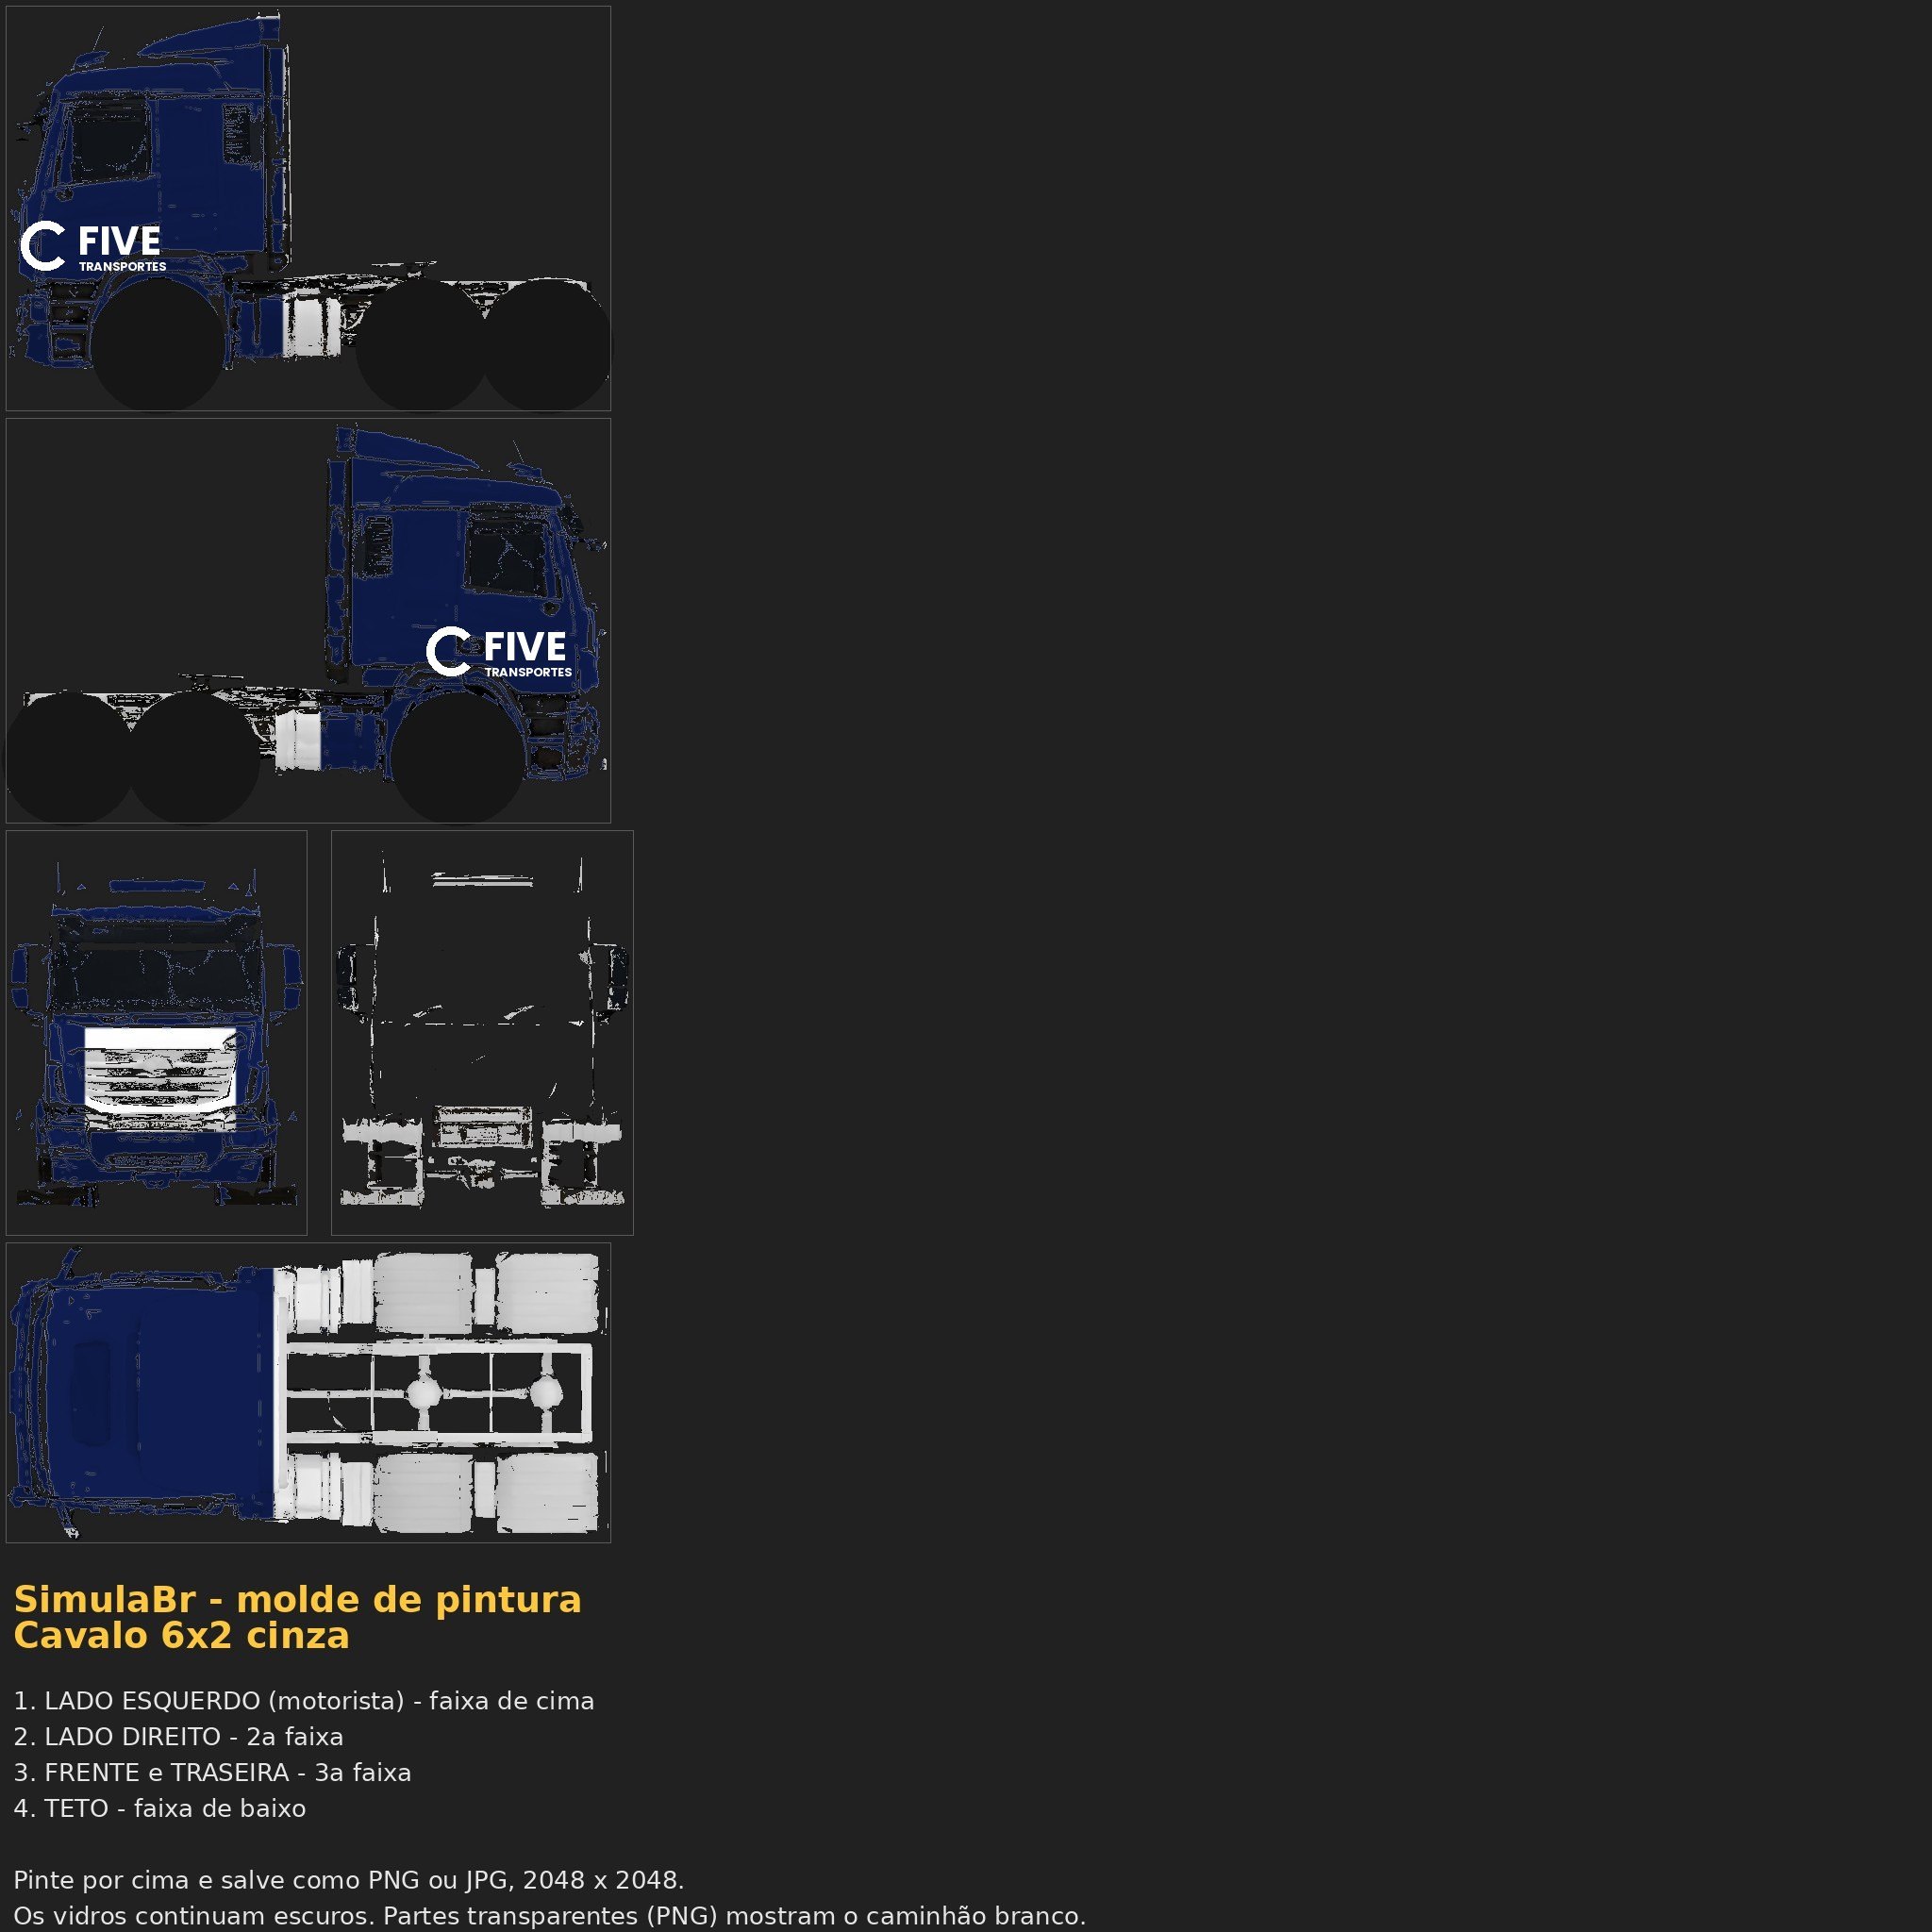 FIVE
TRANSPORTES
FIVE
TRANSPORTES
SimulaBr - molde de pintura
Cavalo 6x2 cinza
1. LADO ESQUERDO (motorista) - faixa de cima
2. LADO DIREITO - 2a faixa
3. FRENTE e TRASEIRA - 3a faixa
4. TETO - faixa de baixo
Pinte por cima e salve como PNG ou JPG, 2048 x 2048.
Os vidros continuam escuros. Partes transparentes (PNG) mostram o caminhão branco.